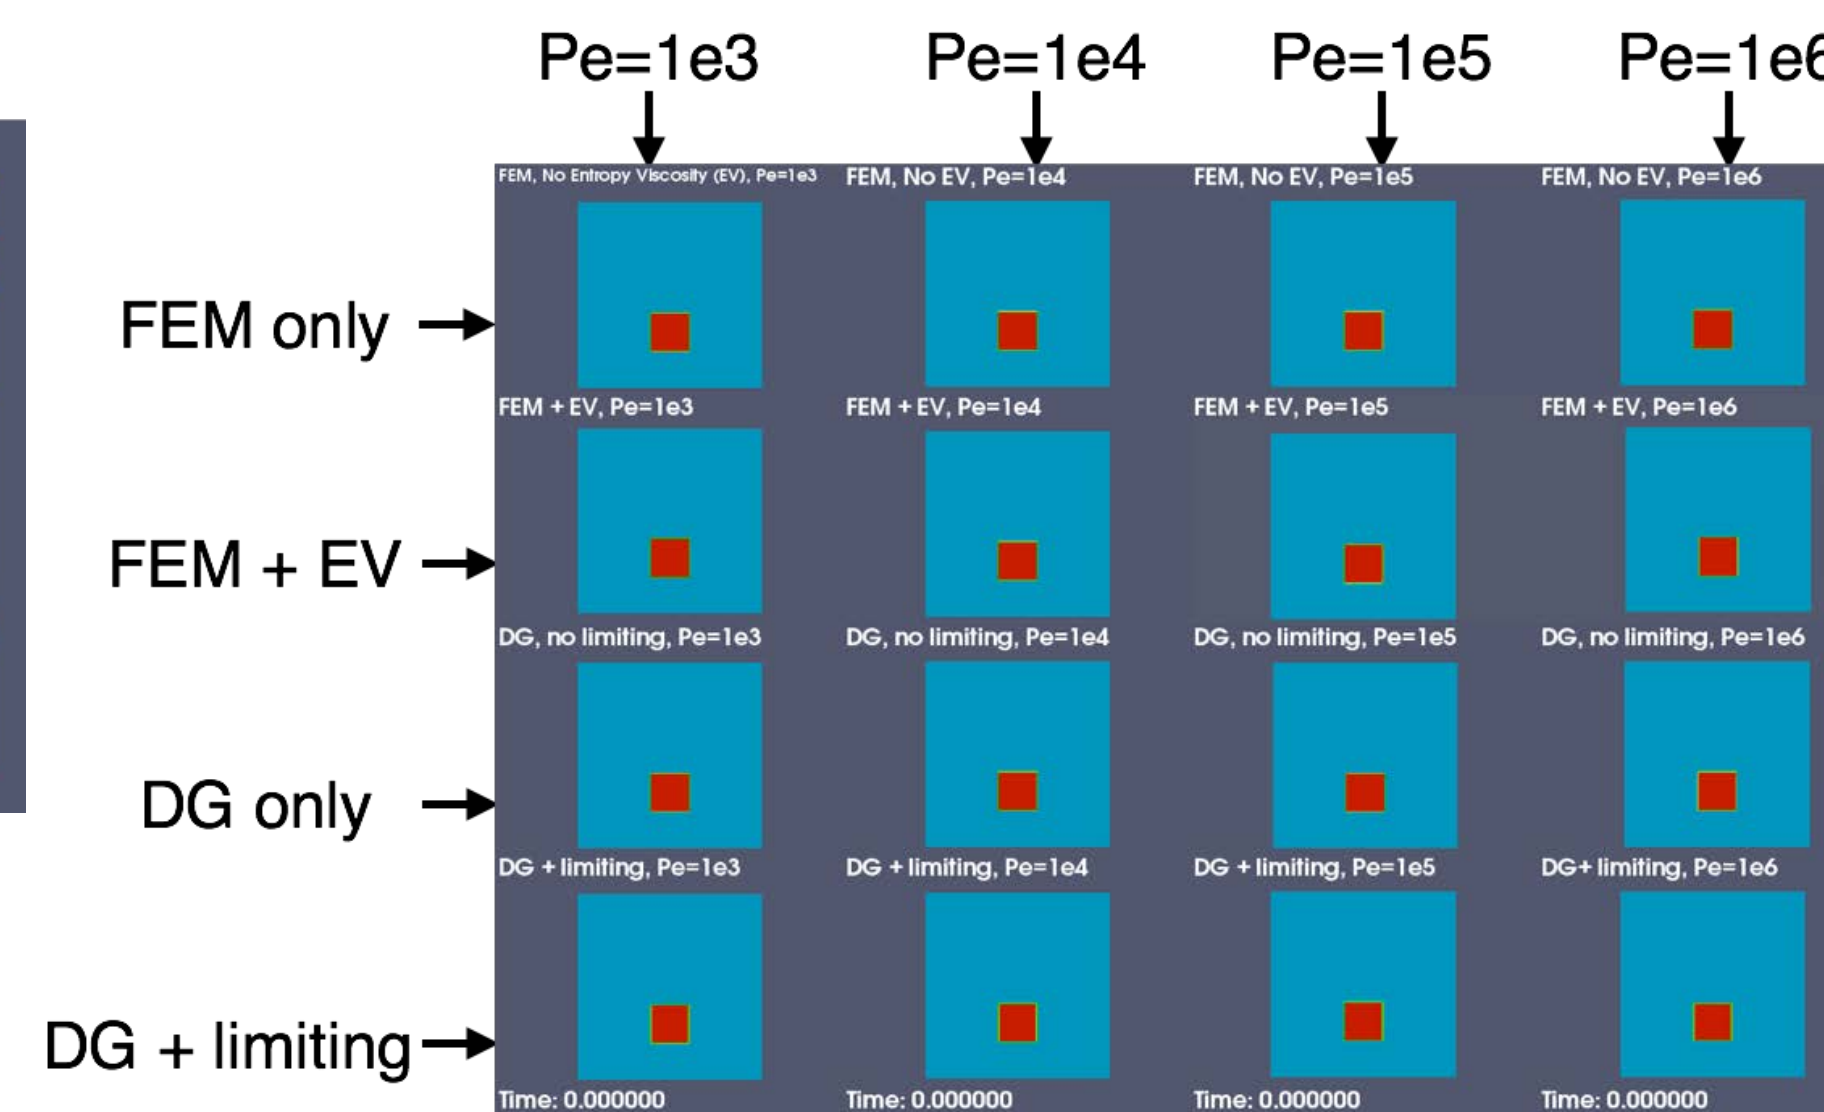 Pe=1e3 Pe=1e4 Pe=1e5 Pe=1e6
FEM, No Entropy Viscosity (EV), Pe=1e3 FEM, No EV, Pe=1e4 FEM, No EV, Pe=1e5 FEM, No EV, Pe=1e6
FEM only
FEM + EV, Pe=1e3 FEM + EV, Pe=1e4 FEM + EV, Pe=1e5 FEM + EV, Pe=1e6
FEM + EV
DG, no limiting, Pe=1e3 DG, no limiting, Pe=1e4 DG, no limiting, Pe=1e5 DG, no limiting, Pe=1e6
DG only
DG + limiting, Pe=1e3 DG + limiting, Pe=1e4 DG + limiting, Pe=1e5 DG+ limiting, Pe=1e6
DG + limiting
Time: 0.000000 Time: 0.000000 Time: 0.000000 Time: 0.000000